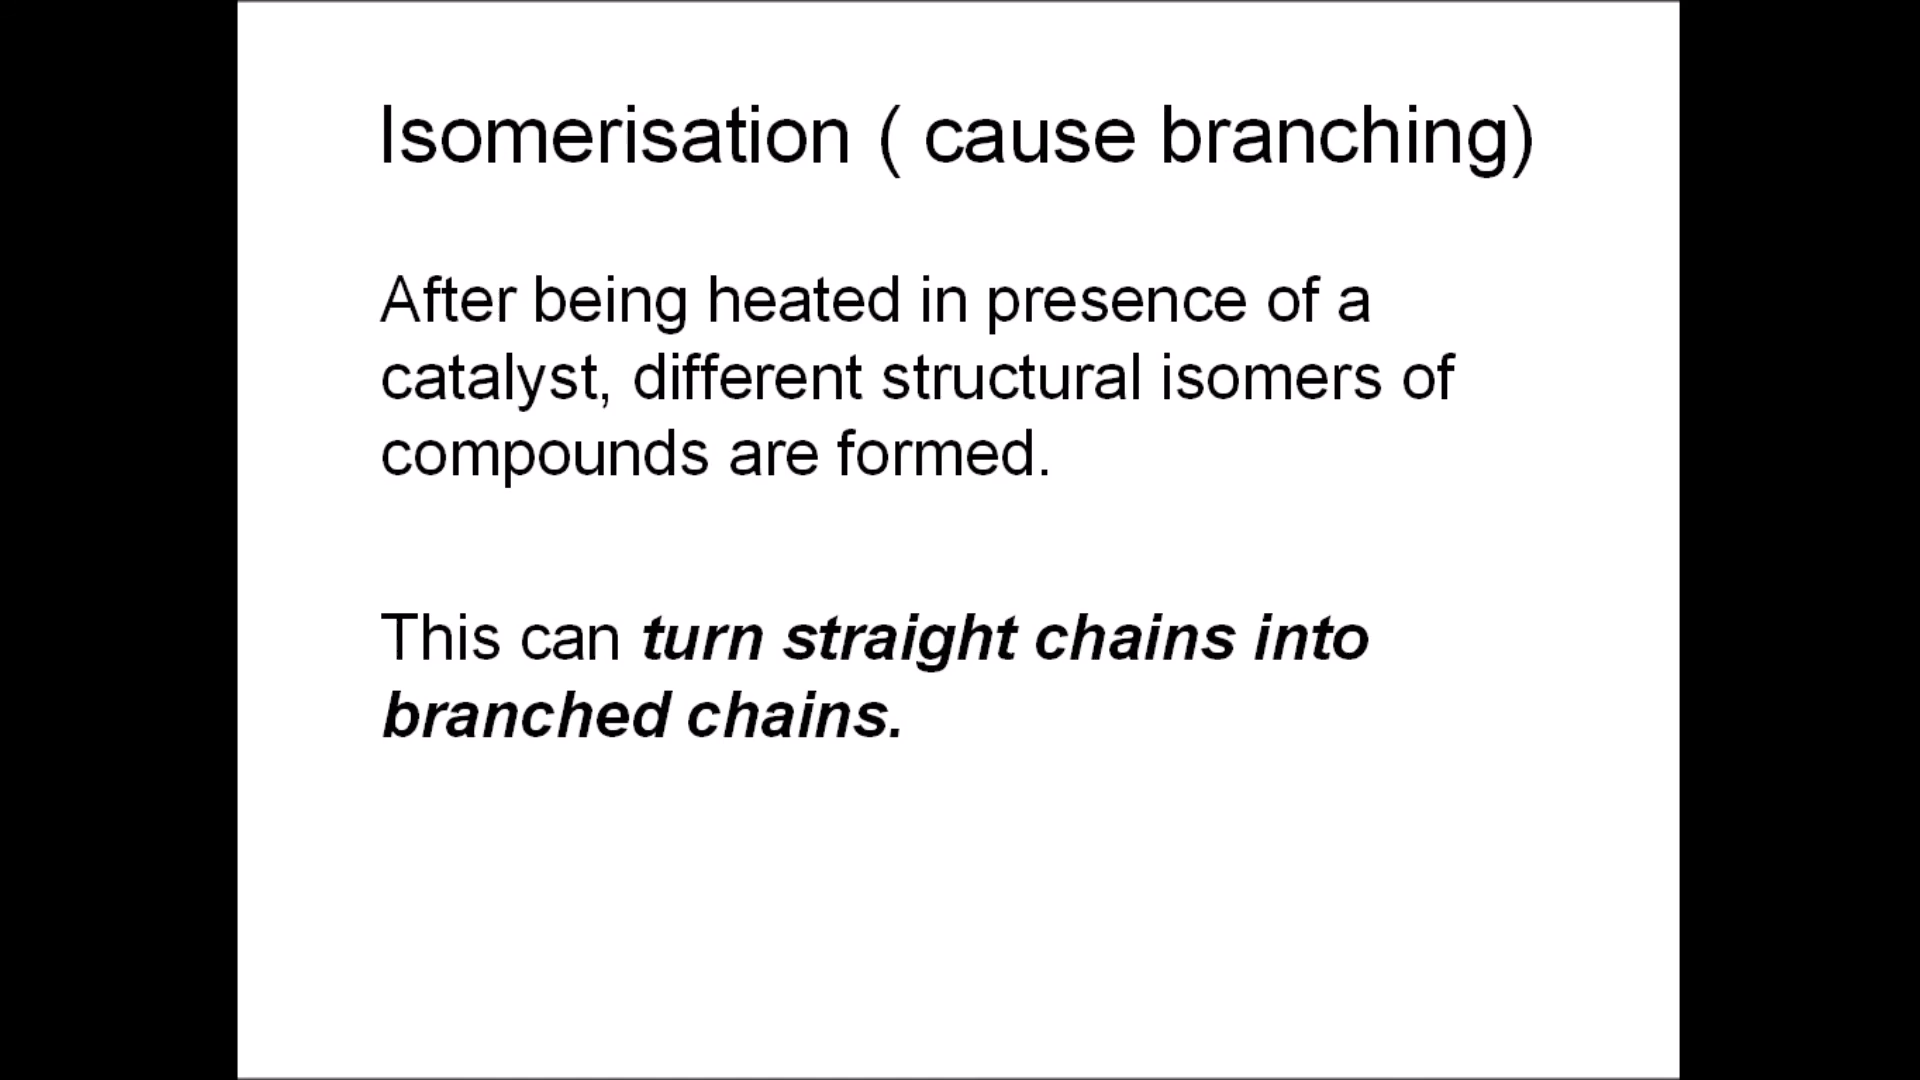 Isomerisation ( cause branching)
After being heated in presence of a
catalyst, different structural isomers of
compounds are formed.
This can turn straight chains into
branched chains.